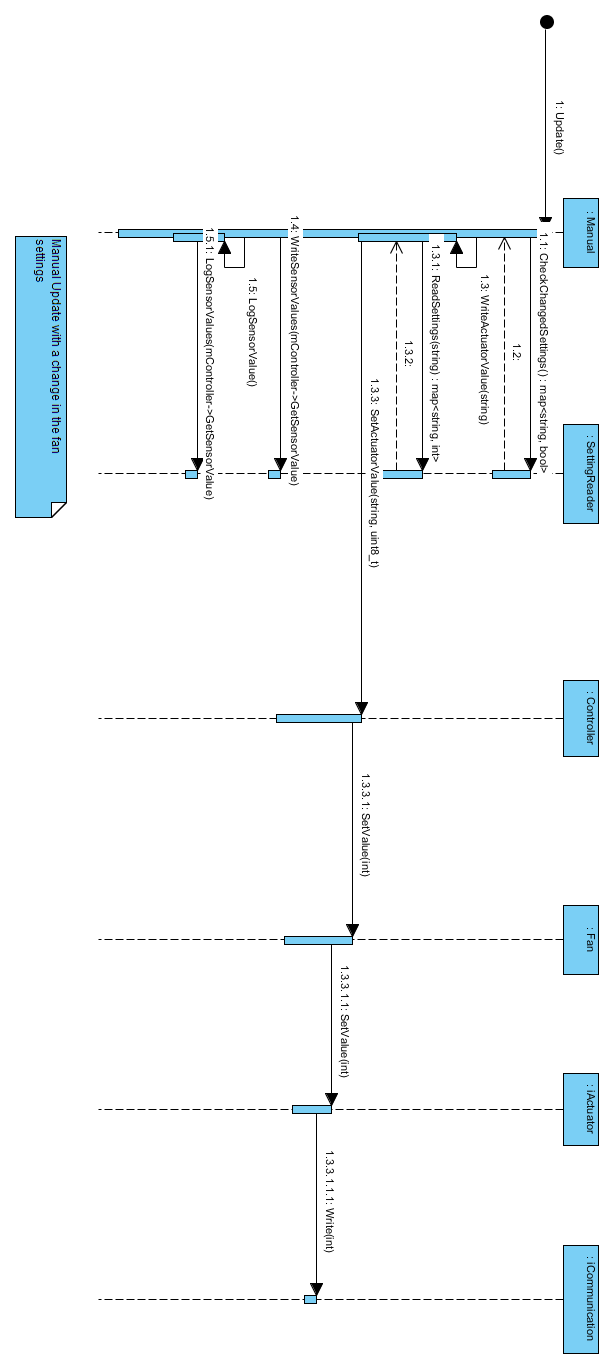 : Manual
: SettingReader
: Controller
: Fan
: iActuator
: iCommunication
1: Update()
1.1: CheckChangedSettings() : map<string, bool>
1.2:
1.3: WriteActuatorValue(string)
1.3.1: ReadSettings(string) : map<string, int>
1.3.2:
1.3.3: SetActuatorValue(string, uint8_t)
1.3.3.1: SetValue(int)
1.3.3.1.1: SetValue(int)
1.3.3.1.1.1: Write(int)
1.4: WriteSensorValues(mController->GetSensorValue)
1.5: LogSensorValue()
1.5.1: LogSensorValues(mController->GetSensorValue)
Manual Update with a change in the fan
settings